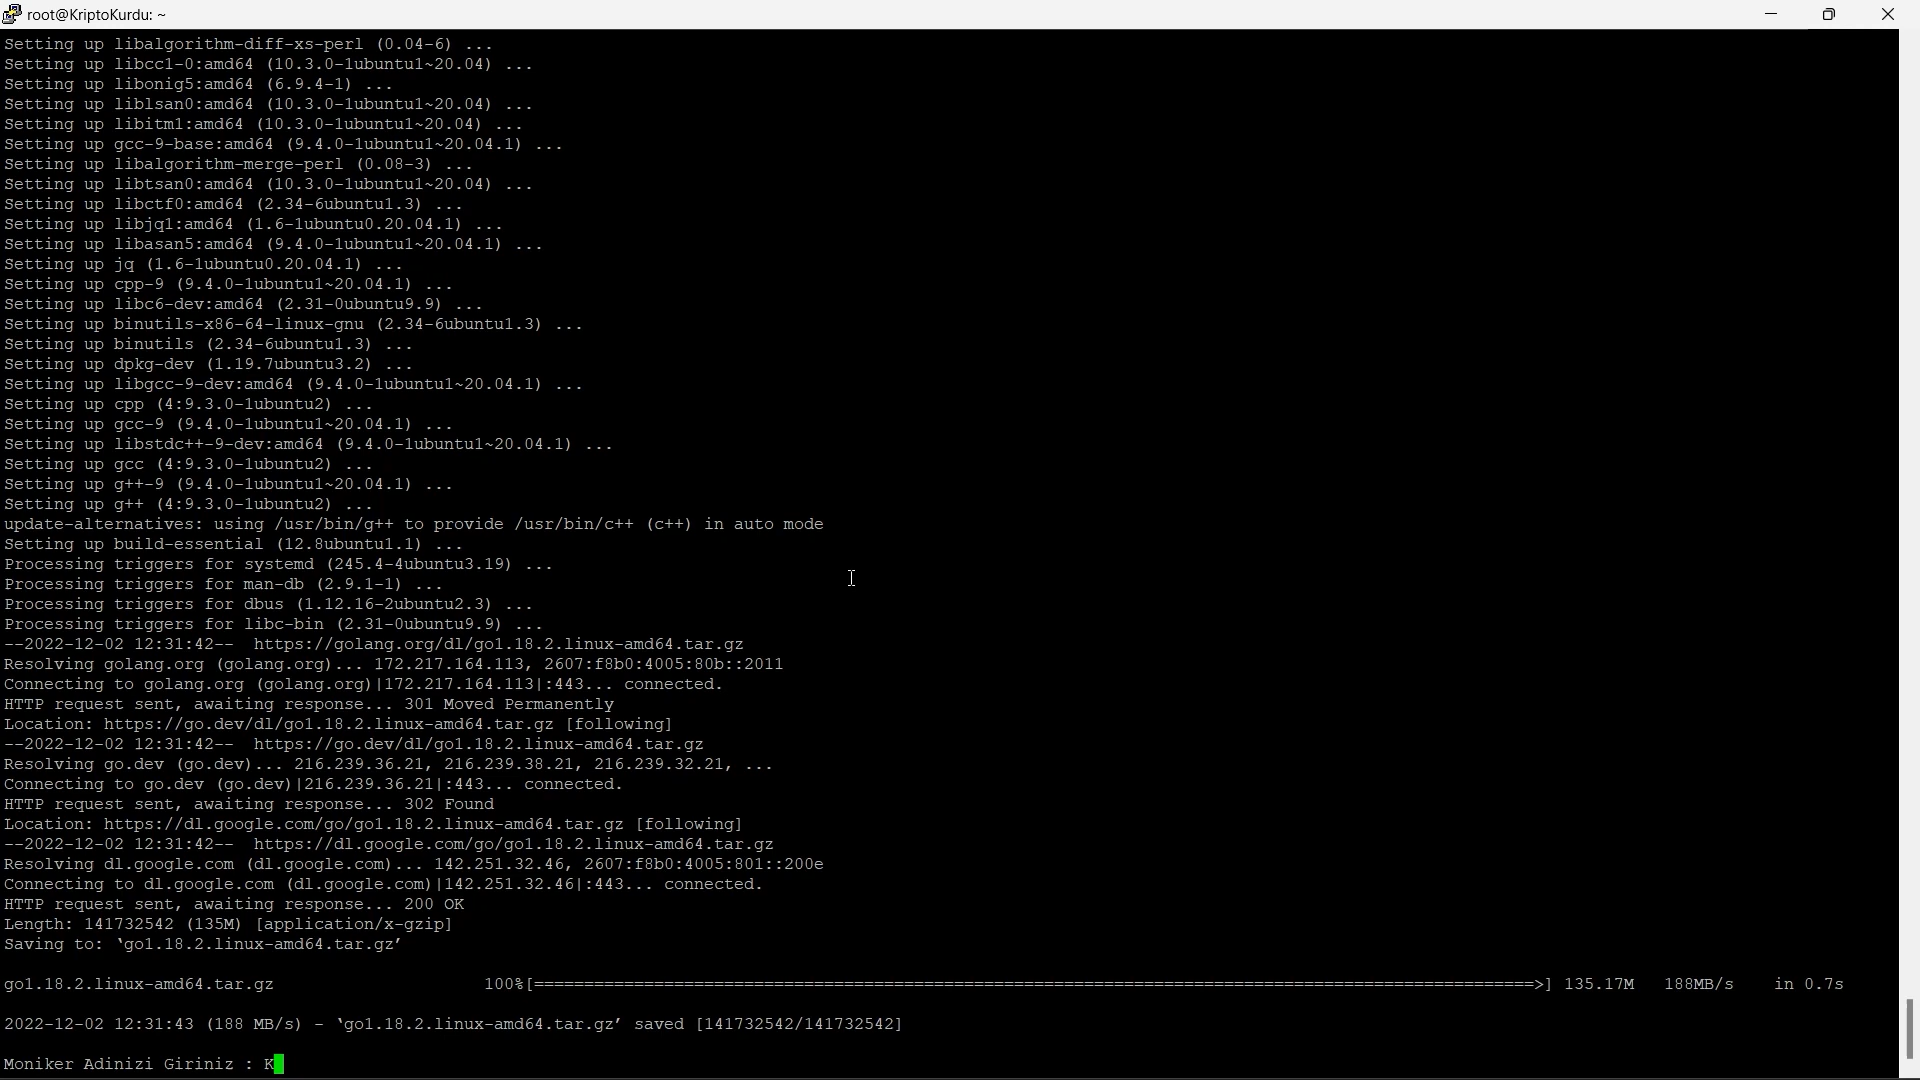 root@KriptoKurdu: ~
Setting up libalgorithm-diff-xs-perl (0.04-6) ...
Setting up libcc1-0:amd64 (10.3.0-1ubuntu1~20.04) ...
Setting up libonig5:amd64 (6.9.4-1) ...
Setting up liblsan0:amd64 (10.3.0-1ubuntu1~20.04) ...
Setting up libitm1:amd64 (10.3.0-1ubuntu1~20.04) ...
Setting up gcc-9-base:amd64 (9.4.0-1ubuntu1~20.04.1) ...
Setting up libalgorithm-merge-perl (0.08-3) ...
Setting up libtsan0:amd64 (10.3.0-1ubuntu1~20.04) ...
Setting up libctf0:amd64 (2.34-6ubuntu1.3) ...
Setting up libjq1:amd64 (1.6-1ubuntu0.20.04.1) ...
Setting up libasan5:amd64 (9.4.0-1ubuntu1~20.04.1) ...
Setting up jq (1.6-1ubuntu0.20.04.1) ...
Setting up cpp-9 (9.4.0-1ubuntu1~20.04.1) ...
Setting up libc6-dev:amd64 (2.31-0ubuntu9.9) ...
Setting up binutils-x86-64-linux-gnu (2.34-6ubuntu1.3) ...
Setting up binutils (2.34-6ubuntu1.3) ...
Setting up dpkg-dev (1.19.7ubuntu3.2) ...
Setting up libgcc-9-dev:amd64 (9.4.0-1ubuntu1~20.04.1) ...
Setting up cpp (4:9.3.0-1ubuntu2) ...
Setting up gcc-9 (9.4.0-1ubuntu1~20.04.1) ...
Setting up libstdc++-9-dev:amd64 (9.4.0-1ubuntu1~20.04.1) ...
Setting up gcc (4:9.3.0-1ubuntu2) ...
Setting up g++-9 (9.4.0-1ubuntu1~20.04.1) ...
Setting up g++ (4:9.3.0-1ubuntu2) ...
update-alternatives: using /usr/bin/g++ to provide /usr/bin/c++ (c++) in auto mode
Setting up build-essential (12.8ubuntu1.1) ...
Processing triggers for systemd (245.4-4ubuntu3.19) ...
Processing triggers for man-db (2.9.1-1) ...
Processing triggers for dbus (1.12.16-2ubuntu2.3) ...
Processing triggers for libc-bin (2.31-0ubuntu9.9) ...
--2022-12-02 12:31:42--  https://golang.org/dl/go1.18.2.linux-amd64.tar.gz
Resolving golang.org (golang.org)... 172.217.164.113, 2607:f8b0:4005:80b::2011
Connecting to golang.org (golang.org)|172.217.164.113|:443... connected.
HTTP request sent, awaiting response... 301 Moved Permanently
Location: https://go.dev/dl/go1.18.2.linux-amd64.tar.gz [following]
--2022-12-02 12:31:42--  https://go.dev/dl/go1.18.2.linux-amd64.tar.gz
Resolving go.dev (go.dev)... 216.239.36.21, 216.239.38.21, 216.239.32.21, ...
Connecting to go.dev (go.dev)|216.239.36.21|:443... connected.
HTTP request sent, awaiting response... 302 Found
Location: https://dl.google.com/go/go1.18.2.linux-amd64.tar.gz [following]
--2022-12-02 12:31:42--  https://dl.google.com/go/go1.18.2.linux-amd64.tar.gz
Resolving dl.google.com (dl.google.com)... 142.251.32.46, 2607:f8b0:4005:801::200e
Connecting to dl.google.com (dl.google.com)|142.251.32.46|:443... connected.
HTTP request sent, awaiting response... 200 OK
Length: 141732542 (135M) [application/x-gzip]
Saving to: ‘go1.18.2.linux-amd64.tar.gz’
go1.18.2.linux-amd64.tar.gz 100%[====================================================================================================>] 135.17M 188MB/s in 0.7s
2022-12-02 12:31:43 (188 MB/s) - ‘go1.18.2.linux-amd64.tar.gz’ saved [141732542/141732542]
Moniker Adinizi Giriniz : K